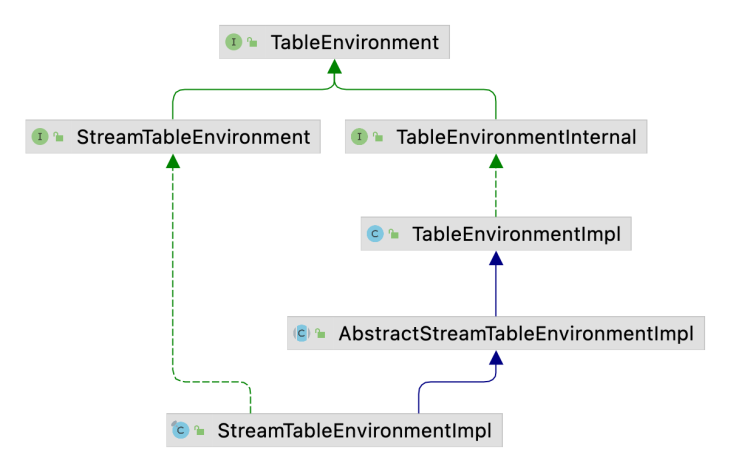 I TableEnvironment
I StreamTableEnvironment
I TableEnvironmentInternal
C TableEnvironmentImpl
C AbstractStreamTableEnvironmentImpl
C StreamTableEnvironmentImpl